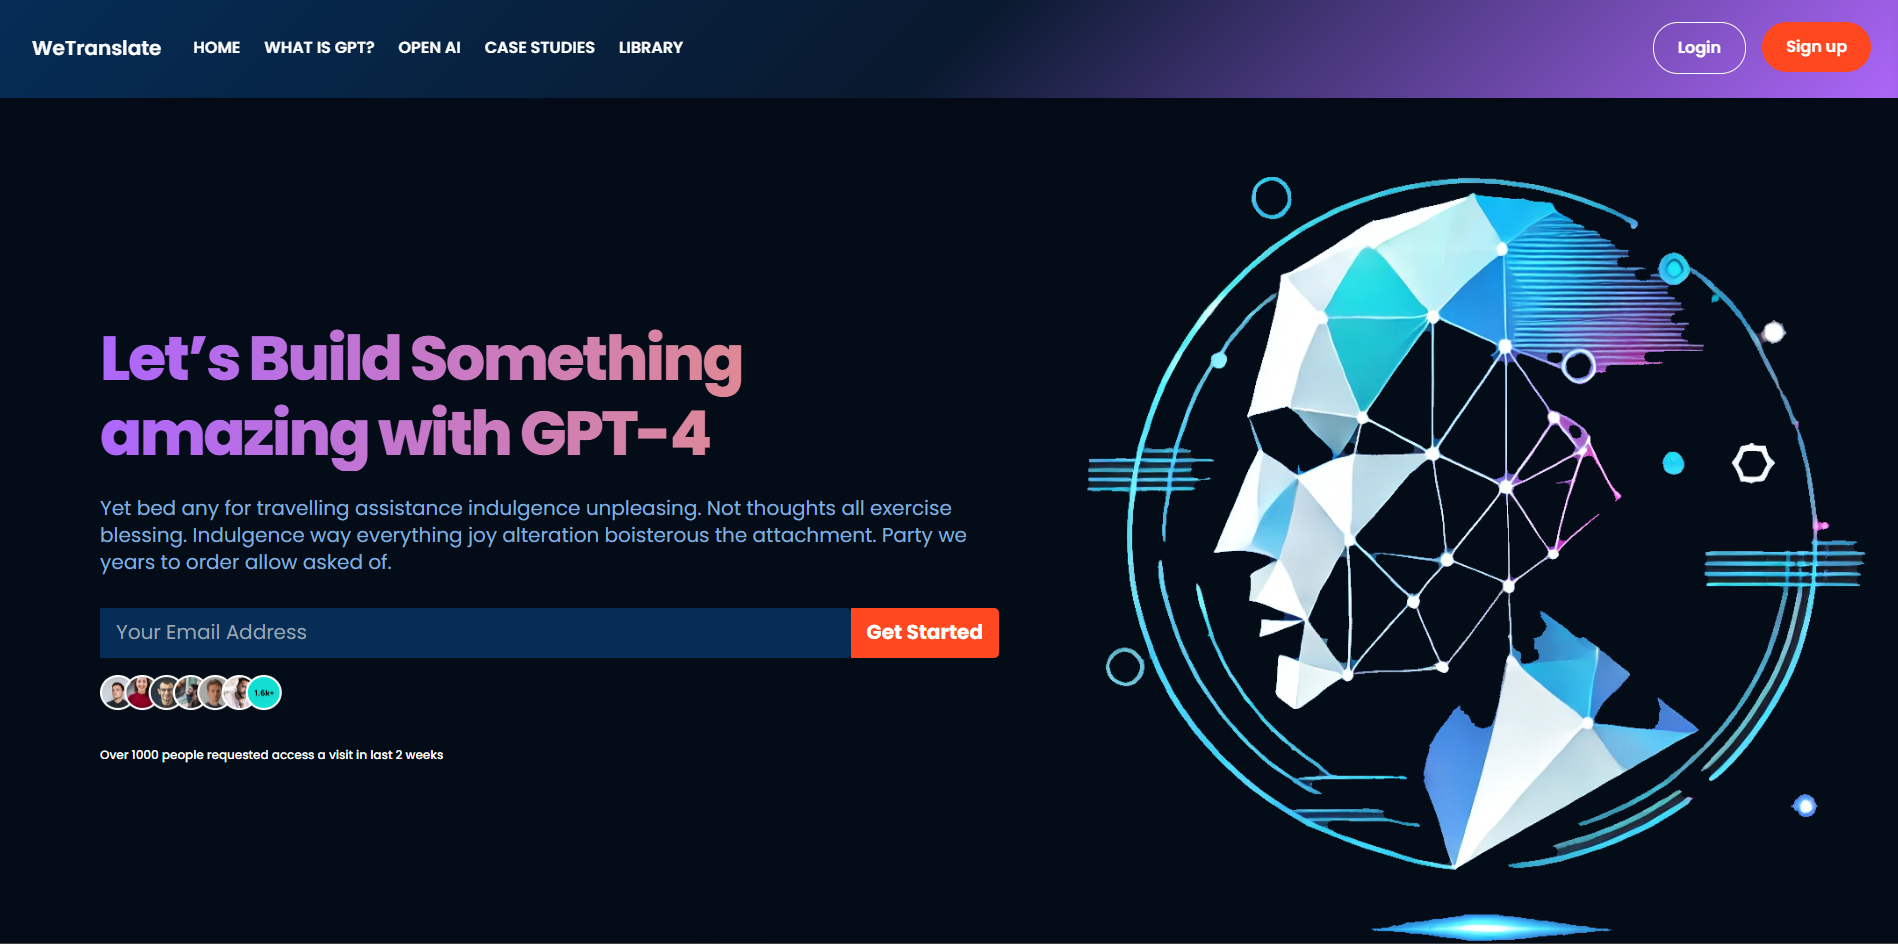 WeTranslate HOME WHAT IS GPT? OPEN AI CASE STUDIES LIBRARY Login Sign up
Let’s Build Something
amazing with GPT-4
Yet bed any for travelling assistance indulgence unpleasing. Not thoughts all exercise
blessing. Indulgence way everything joy alteration boisterous the attachment. Party we
years to order allow asked of.
Your Email Address Get Started
1.6k+
Over 1000 people requested access a visit in last 2 weeks